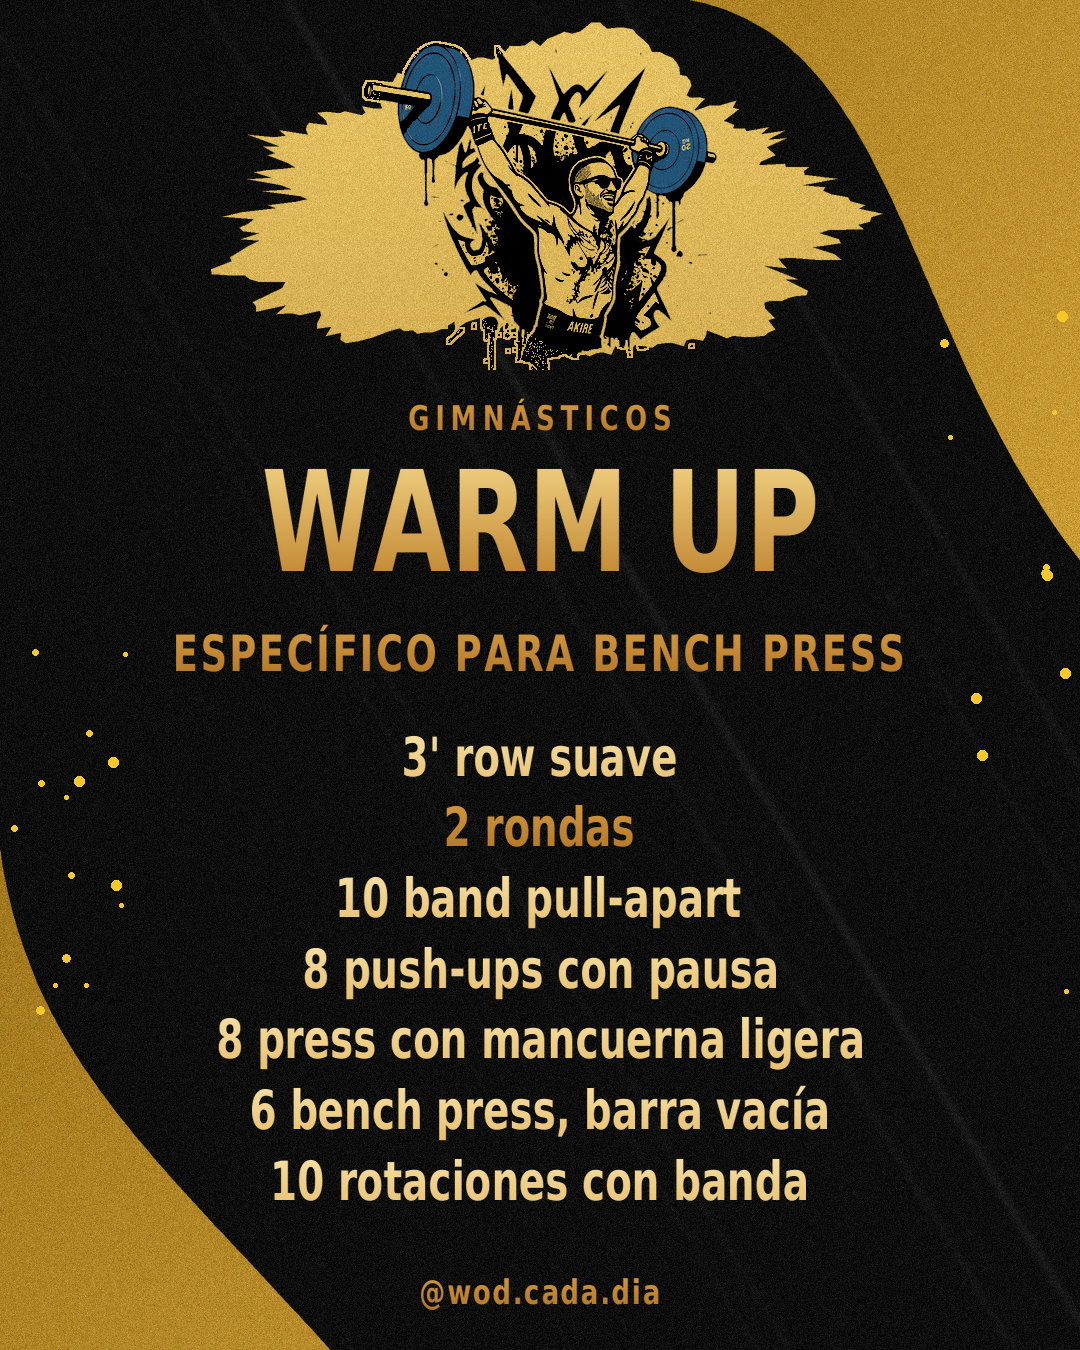 AKIRE
GIMNÁSTICOS
WARM UP
ESPECÍFICO PARA BENCH PRESS
3' row suave
2 rondas
10 band pull-apart
8 push-ups con pausa
8 press con mancuerna ligera
6 bench press, barra vacía
10 rotaciones con banda
@wod.cada.dia